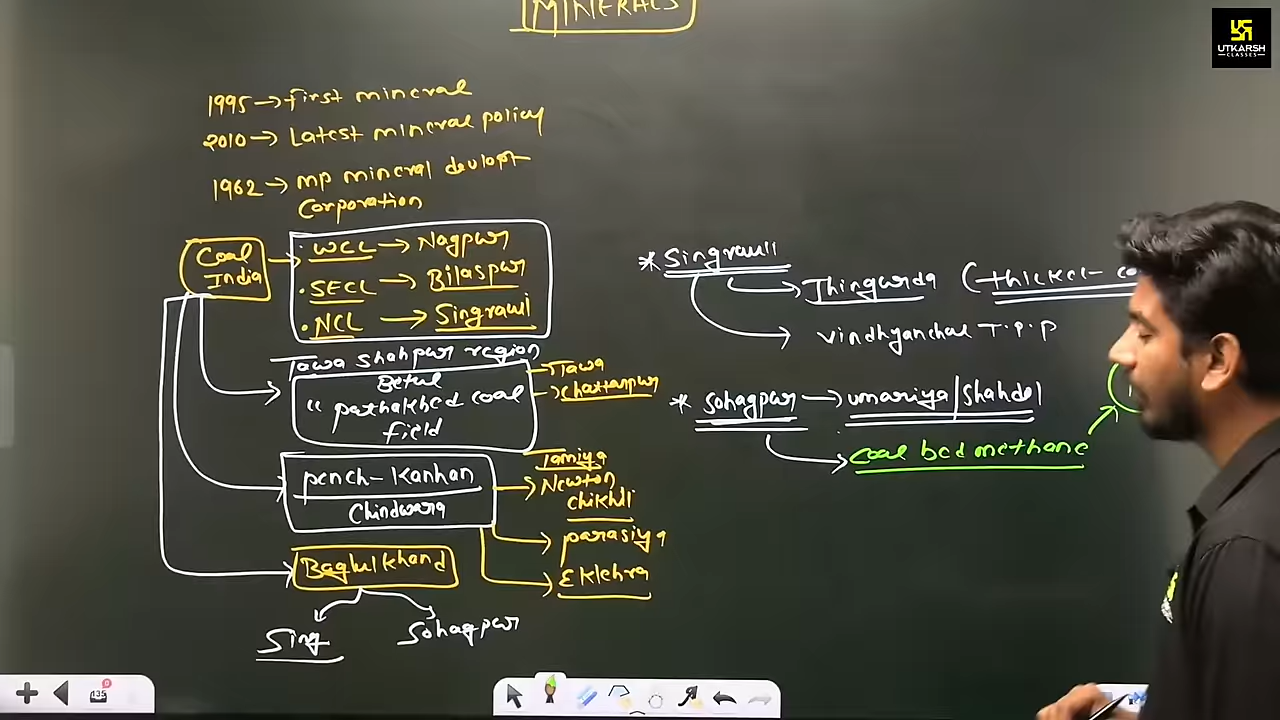 MINERALS
UTKARSH
CLASSES
1995 → First mineral
2010 → Latest mineral policy
1962 → MP mineral devlopt
Corporation
Coal
India
WCL → Nagpur
SECL → Bilaspur
NCL → Singrauli
Tawa Shahpur region
Betul
" pathakhed coal
field
→ Tawa
→ Chattarpur
pench-Kanhan
Chindwara
Tamiya
Newton
Chikhli
parasiya
Eklehra
Baghelkhand
Sing
Sohagpur
* Singrauli
Jhingurda (thickest
vindhyanchal T.P.P
* Sohagpur → umariya/Shahdol
Coal bed methane
135